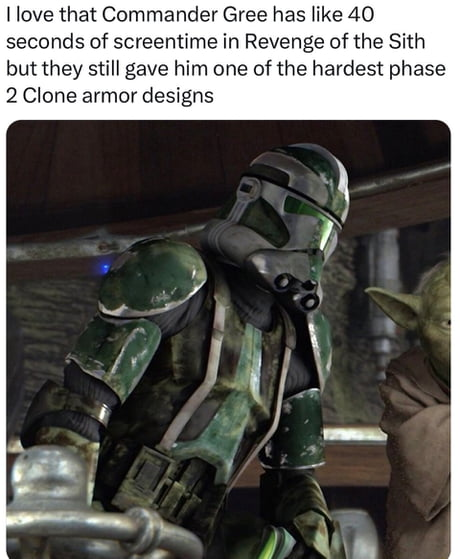 I love that Commander Gree has like 40
seconds of screentime in Revenge of the Sith
but they still gave him one of the hardest phase
2 Clone armor designs